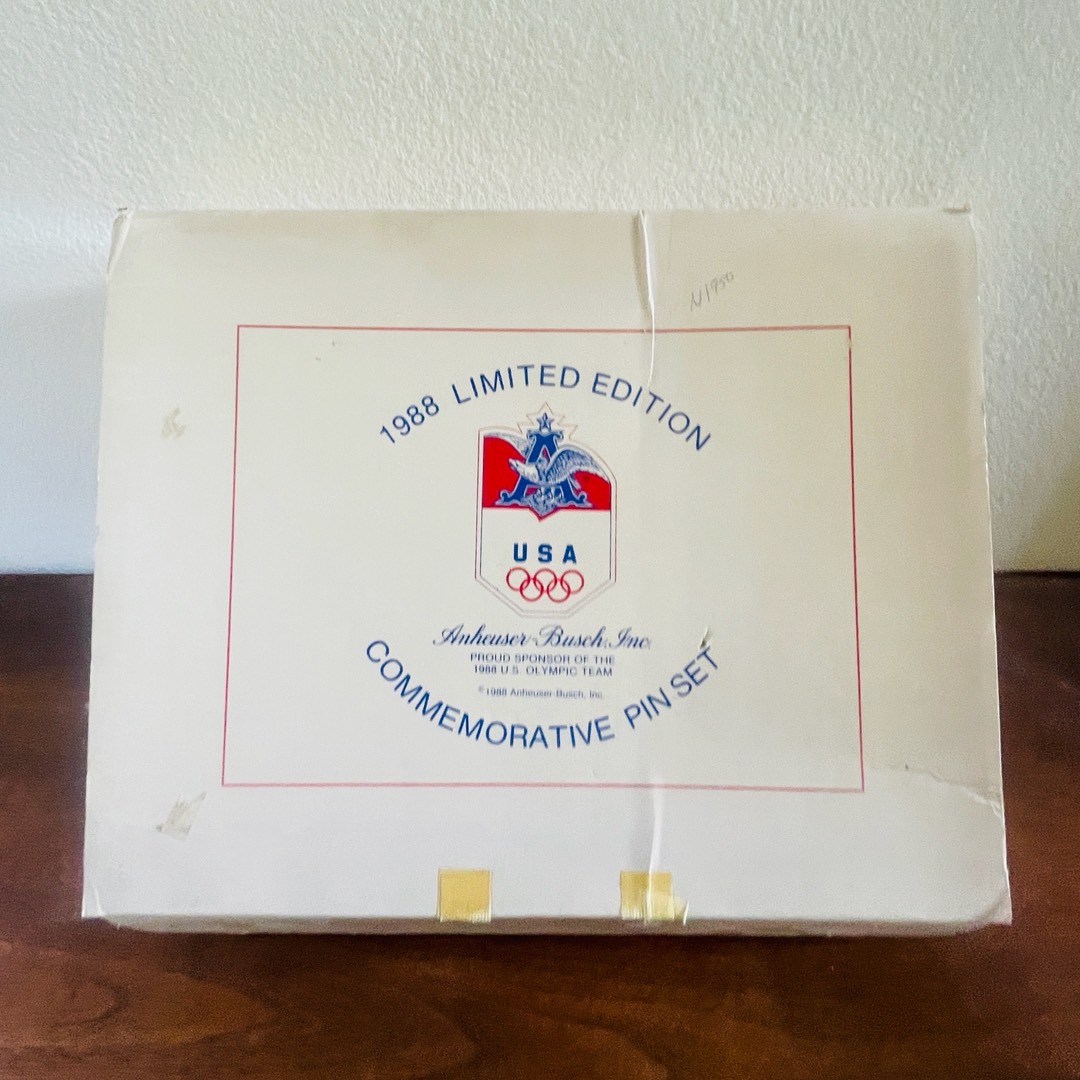 N1950
1988 LIMITED EDITION
A
USA
Anheuser-Busch, Inc.
PROUD SPONSOR OF THE
1988 U.S. OLYMPIC TEAM
© 1988 Anheuser-Busch, Inc.
COMMEMORATIVE PIN SET